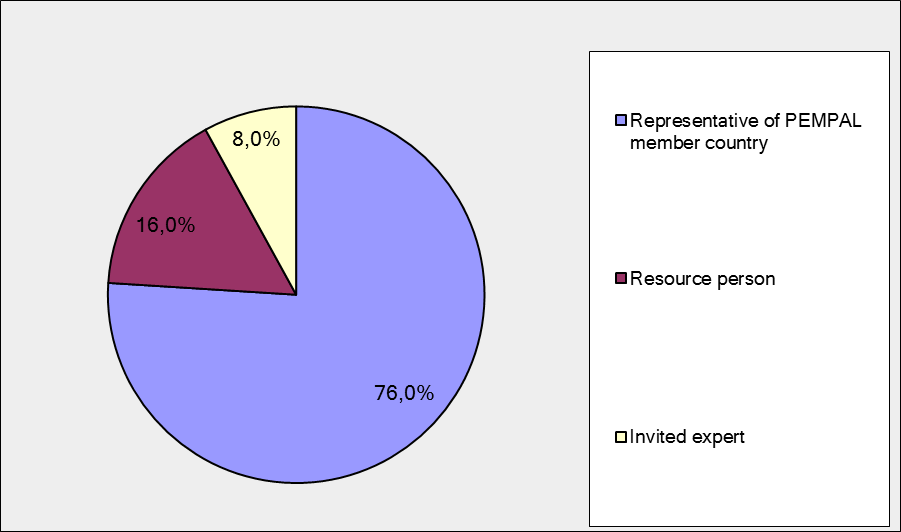 8,0%
16,0%
76,0%
Representative of PEMPAL
member country
Resource person
Invited expert